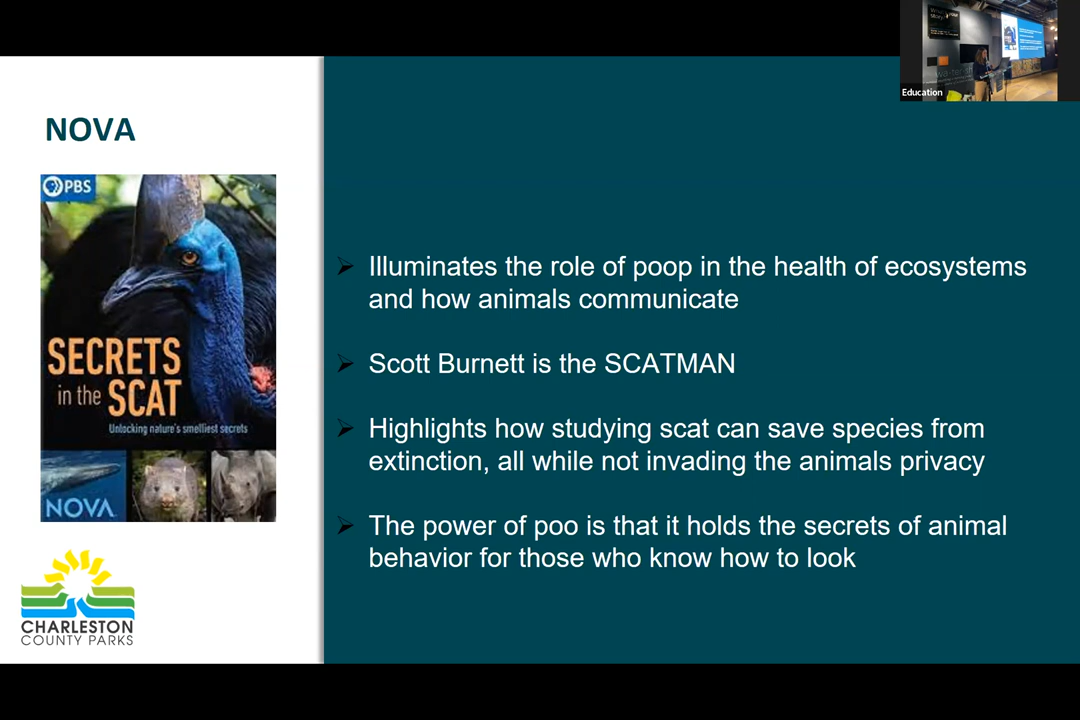 Education
NOVA
PBS
SECRETS
in the SCAT
Unlocking nature's smelliest secrets
NOVA
CHARLESTON
COUNTY PARKS
Illuminates the role of poop in the health of ecosystems
and how animals communicate
Scott Burnett is the SCATMAN
Highlights how studying scat can save species from
extinction, all while not invading the animals privacy
The power of poo is that it holds the secrets of animal
behavior for those who know how to look